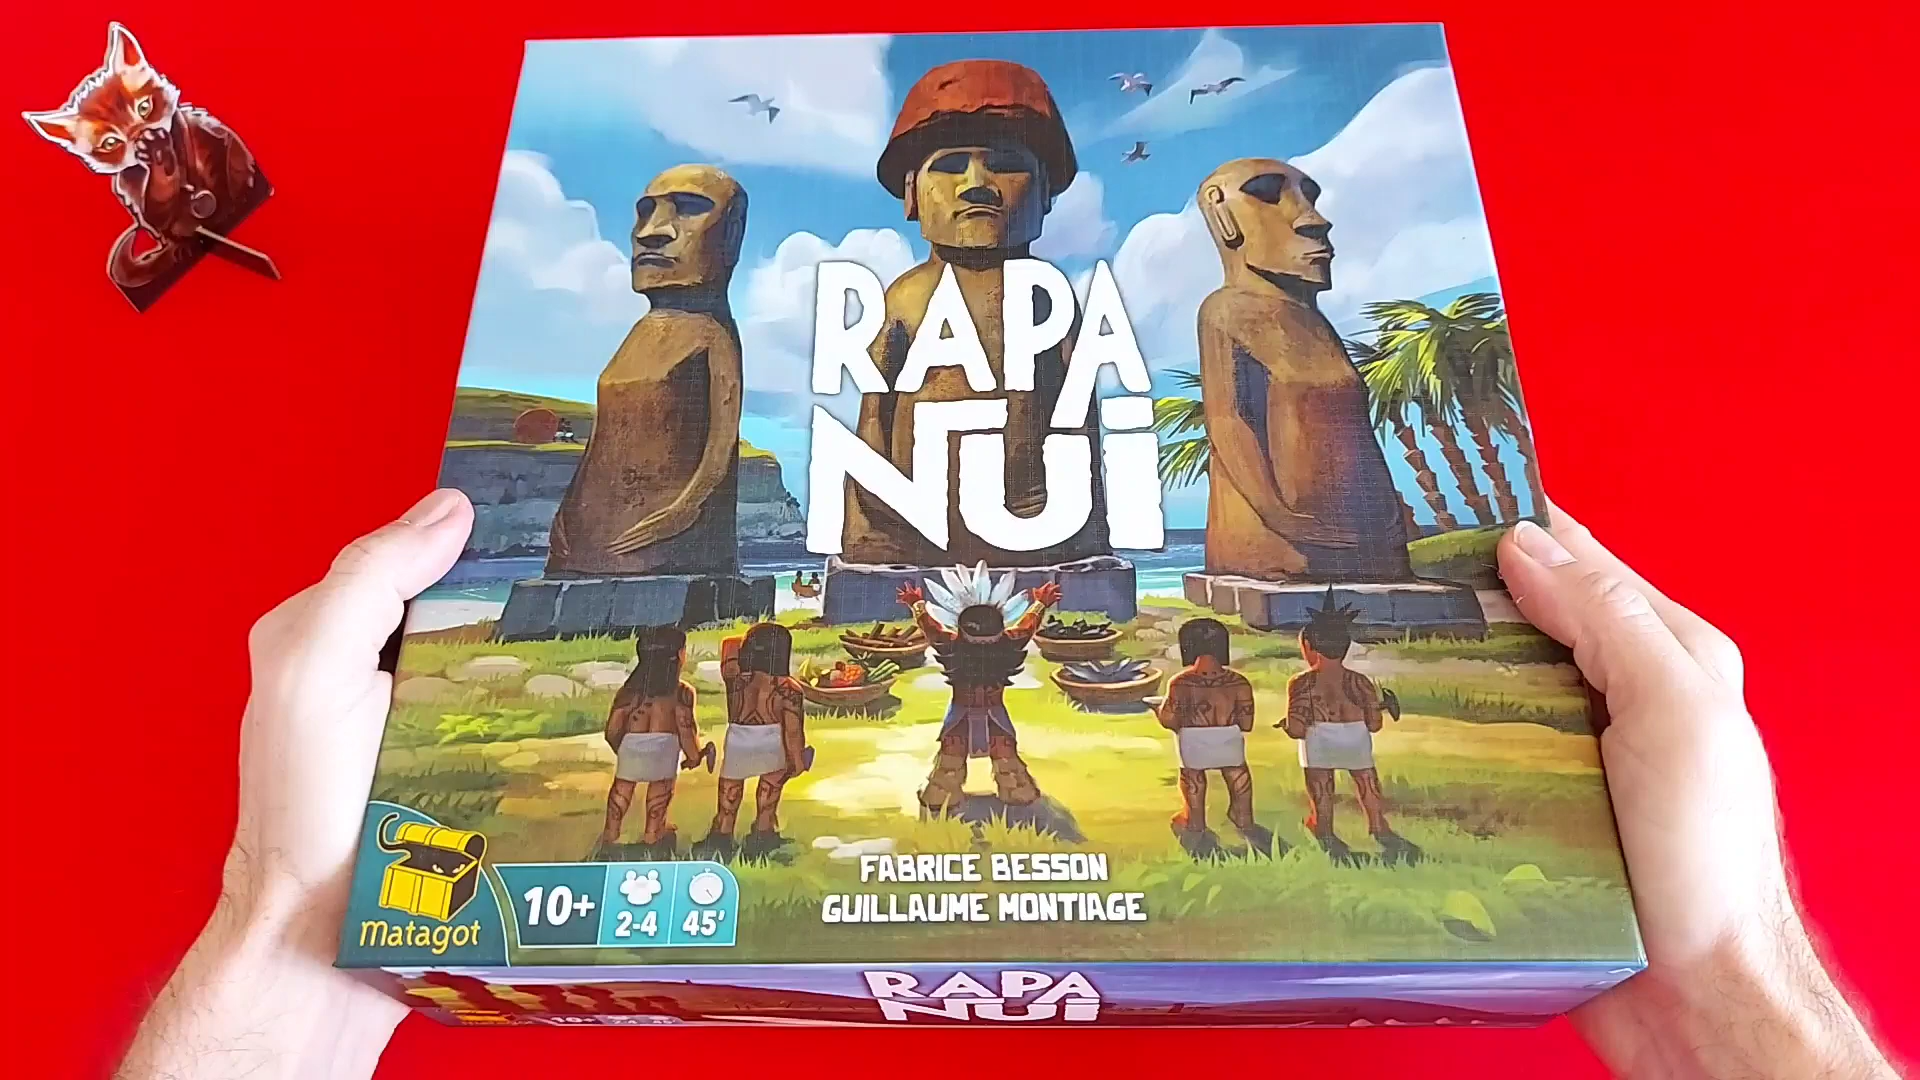 RAPA
NUI
FABRICE BESSON
GUILLAUME MONTIAGE
Matagot
10+
2-4
45'
RAPA
NUI